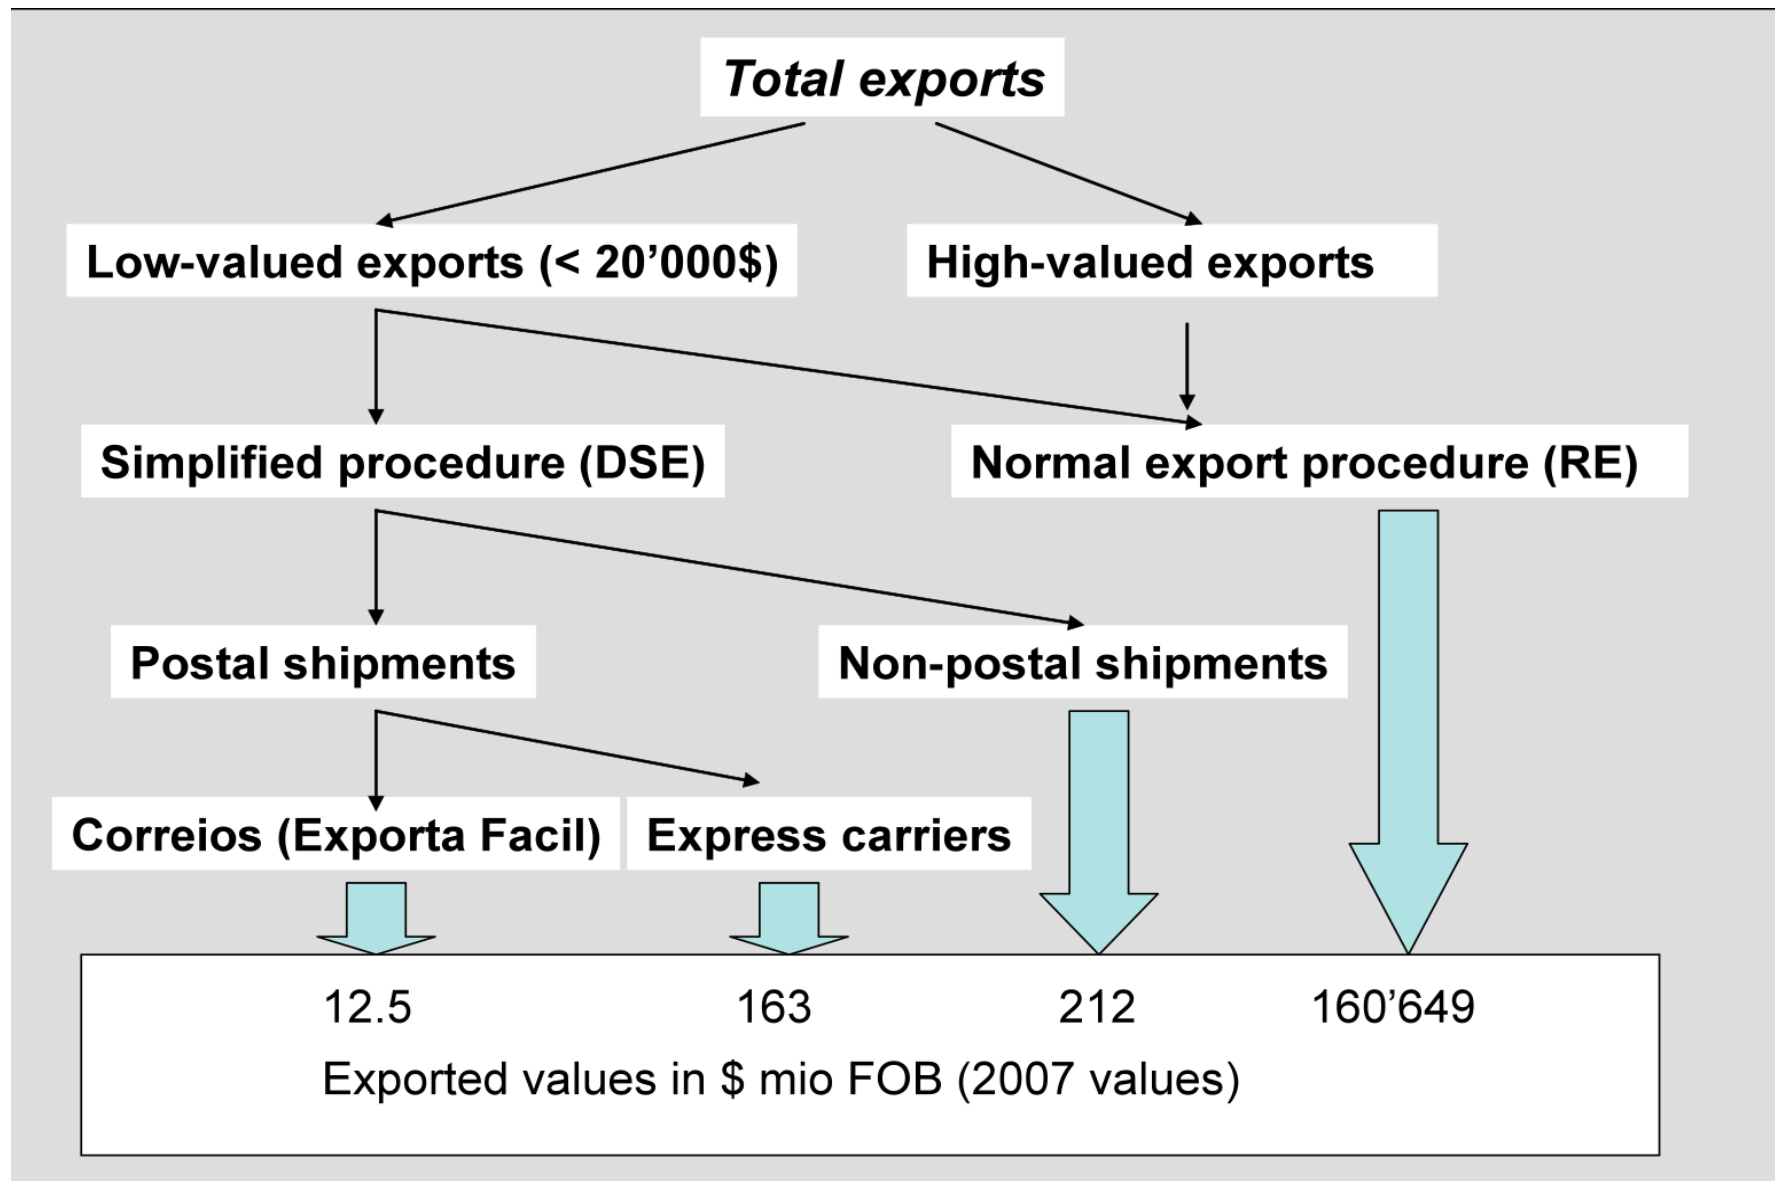 Total exports
Low-valued exports (< 20’000$)
High-valued exports
Simplified procedure (DSE)
Normal export procedure (RE)
Postal shipments
Non-postal shipments
Correios (Exporta Facil)
Express carriers
12.5 163 212 160’649
Exported values in $ mio FOB (2007 values)